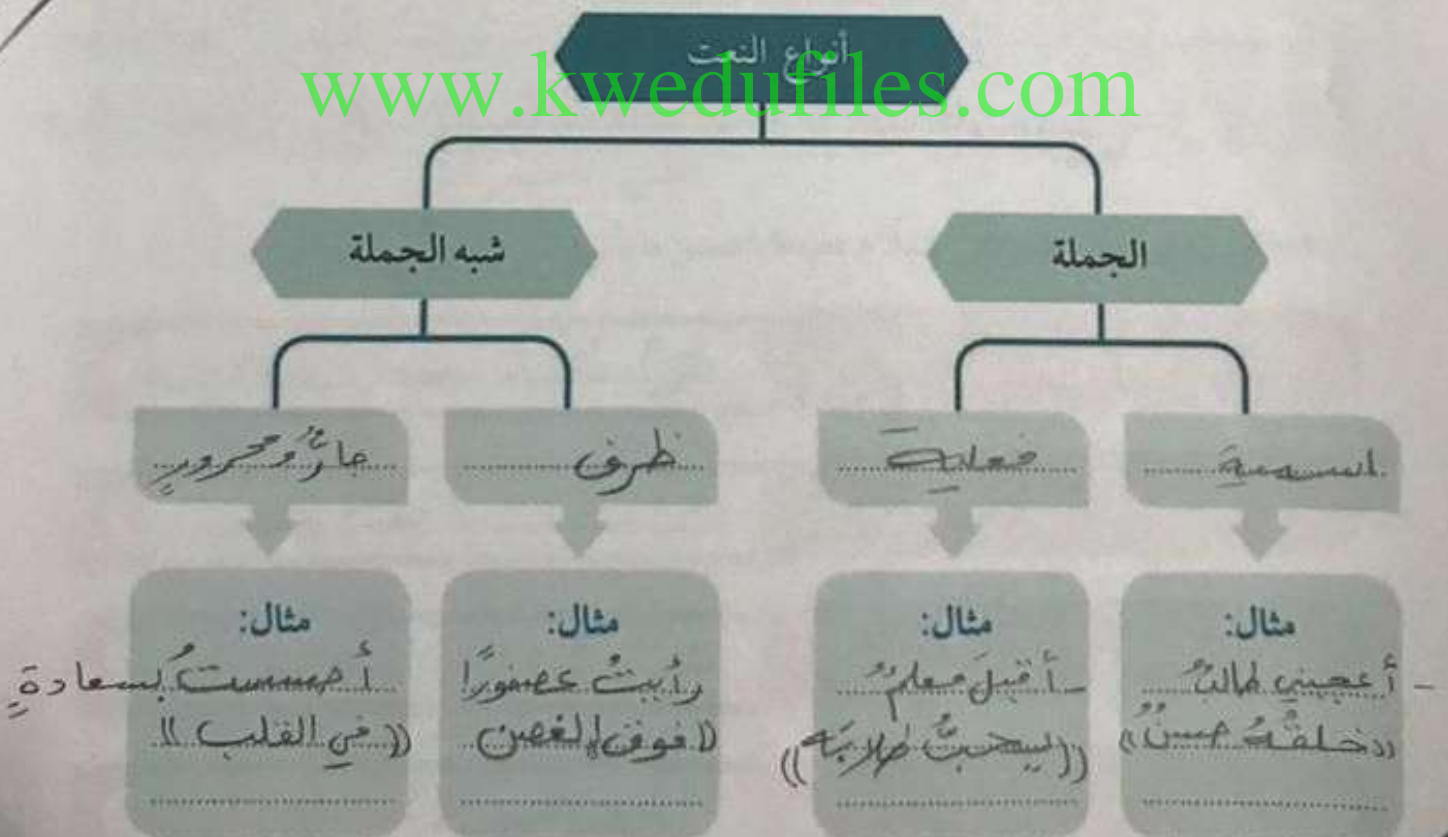 أنواع النعت
www.kwedufiles.com
الجملة
شبه الجملة
اسمية
فعلية
ظرف
جارٌّ ومجرورٍ
مثال:
- أعجبني طالبٌ
((خلقُهُ حسنٌ))
مثال:
- أقبلَ معلمٌ
((يحبُّ طلابَه))
مثال:
رأيتُ عصفورًا
((فوق الغصن
مثال:
أحسستُ بسعادةٍ
((في القلب))